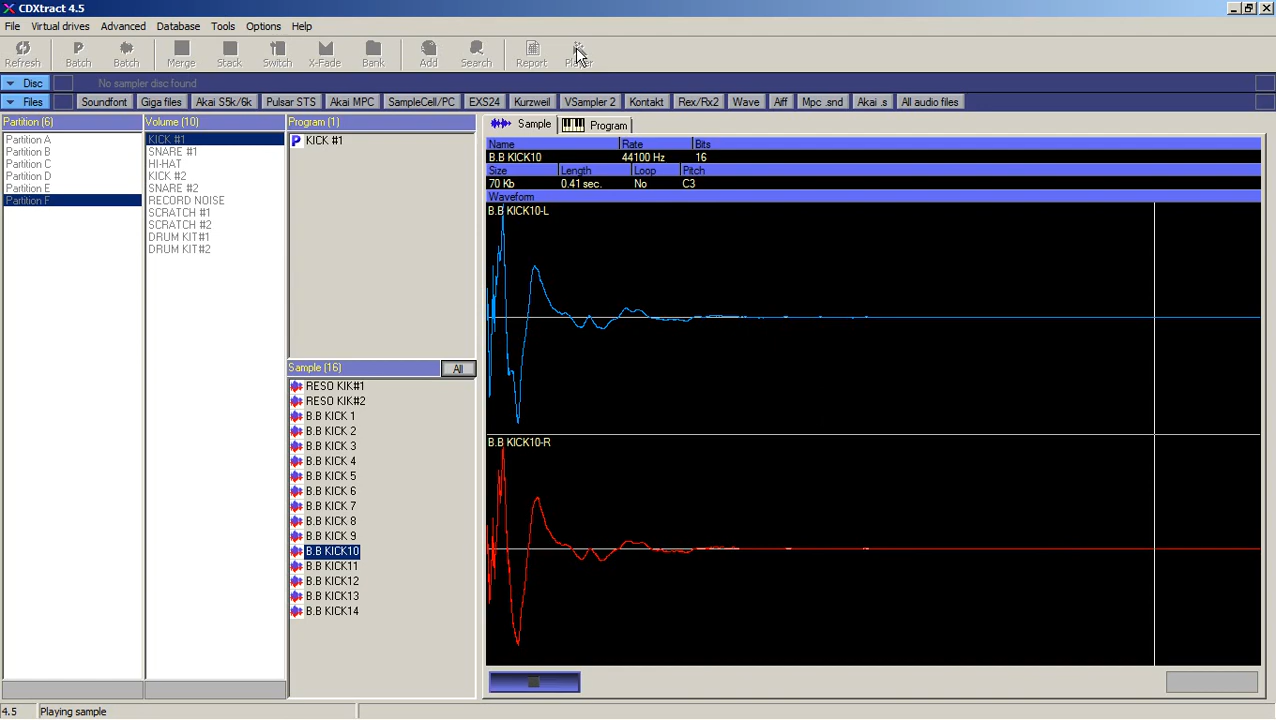 CDXtract 4.5
File Virtual drives Advanced Database Tools Options Help
Refresh Batch Batch Merge Stack Switch X-Fade Bank Add Search Report
Disc No sampler disc found
Files Soundfont Giga files Akai S5k/6k Pulsar STS Akai MPC SampleCell/PC EXS24 Kurzweil VSampler 2 Kontakt Rex/Rx2 Wave Aiff Mpc .snd Akai .s All audio files
Partition (6)
Partition A
Partition B
Partition C
Partition D
Partition E
Partition F
Volume (10)
KICK #1
SNARE #1
HI-HAT
KICK #2
SNARE #2
RECORD NOISE
SCRATCH #1
SCRATCH #2
DRUM KIT#1
DRUM KIT#2
Program (1)
P KICK #1
Sample (16) All
RESO KIK#1
RESO KIK#2
B.B KICK 1
B.B KICK 2
B.B KICK 3
B.B KICK 4
B.B KICK 5
B.B KICK 6
B.B KICK 7
B.B KICK 8
B.B KICK 9
B.B KICK10
B.B KICK11
B.B KICK12
B.B KICK13
B.B KICK14
Sample Program
Name Rate Bits
B.B KICK10 44100 Hz 16
Size Length Loop Pitch
70 Kb 0.41 sec. No C3
Waveform
B.B KICK10-L
B.B KICK10-R
4.5 Playing sample